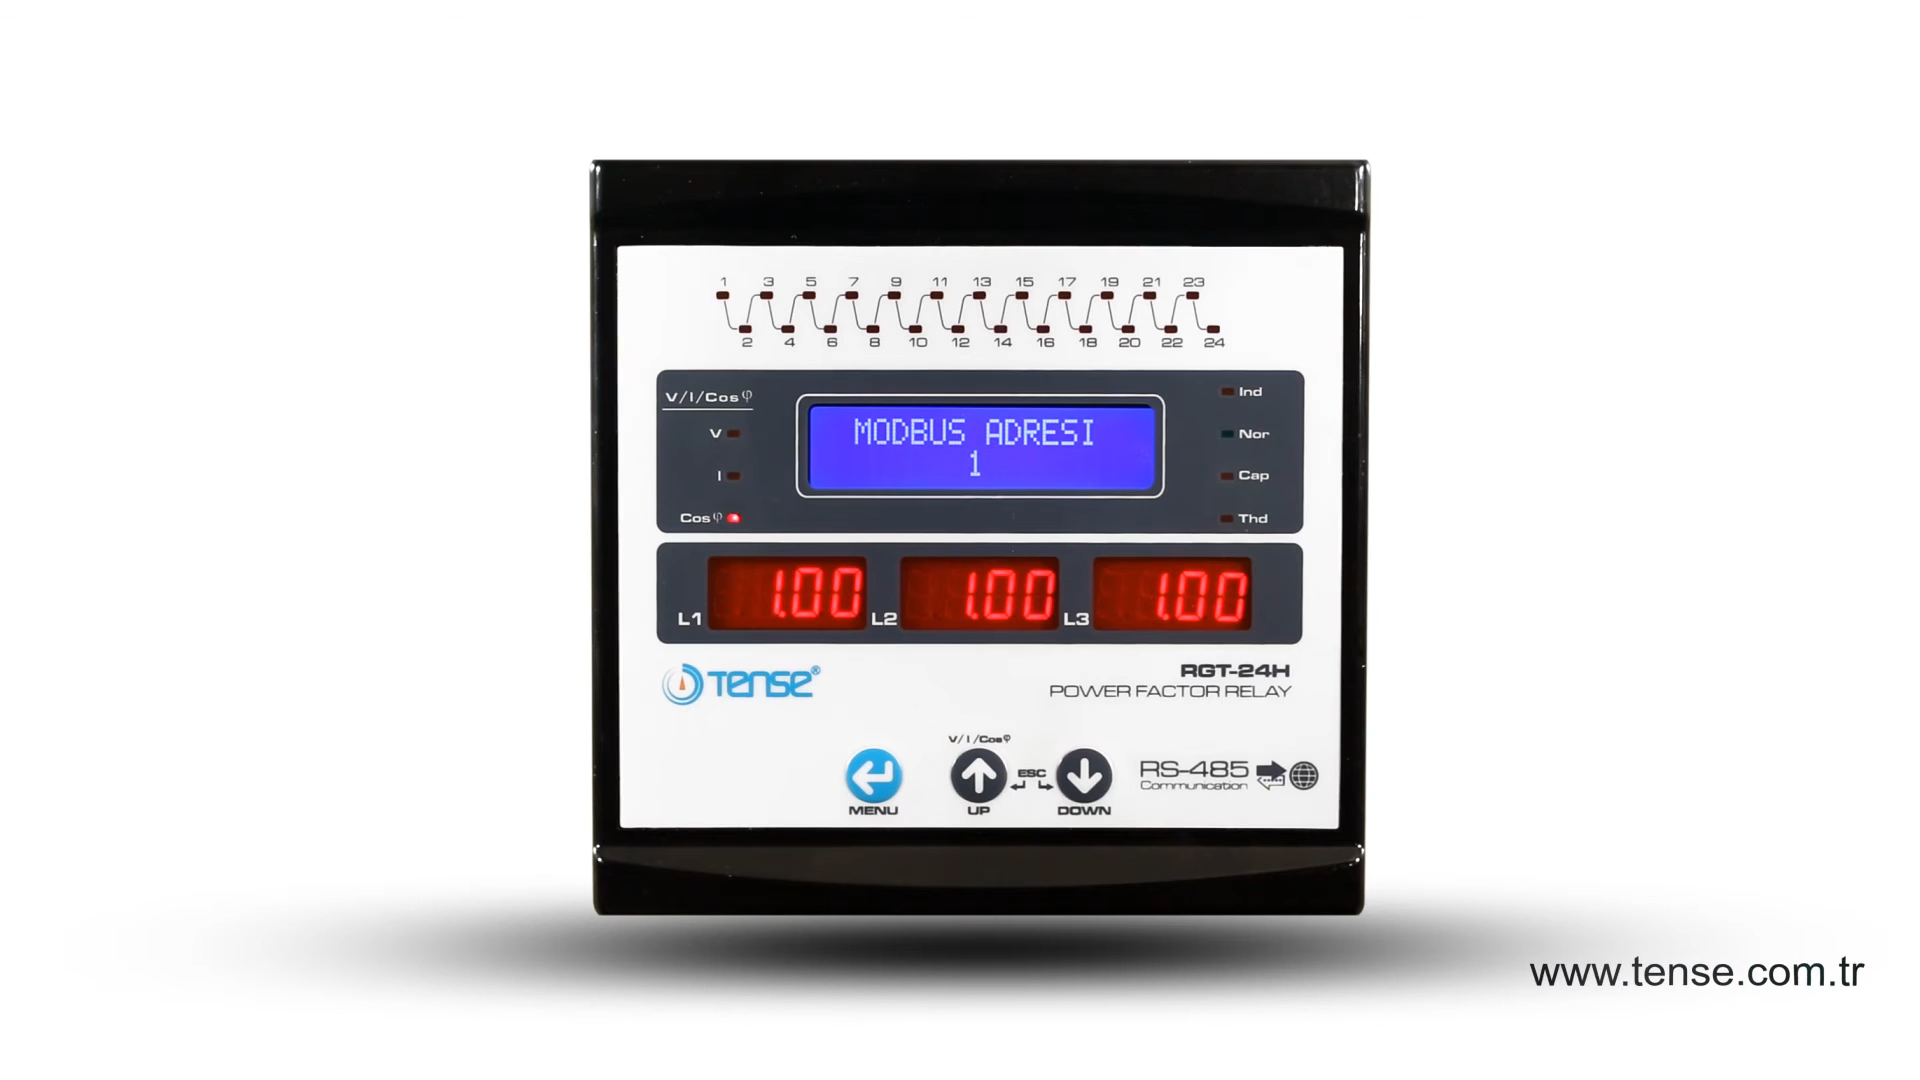 1 3 5 7 9 11 13 15 17 19 21 23
2 4 6 8 10 12 14 16 18 20 22 24
V/I/Cosφ
V
I
Cosφ
MODBUS ADRESI
1
Ind
Nor
Cap
Thd
L1 1.00 L2 1.00 L3 1.00
TENSE®
RGT-24H
POWER FACTOR RELAY
V/I/Cosφ
ESC
MENU UP DOWN
RS-485
Communication
www.tense.com.tr